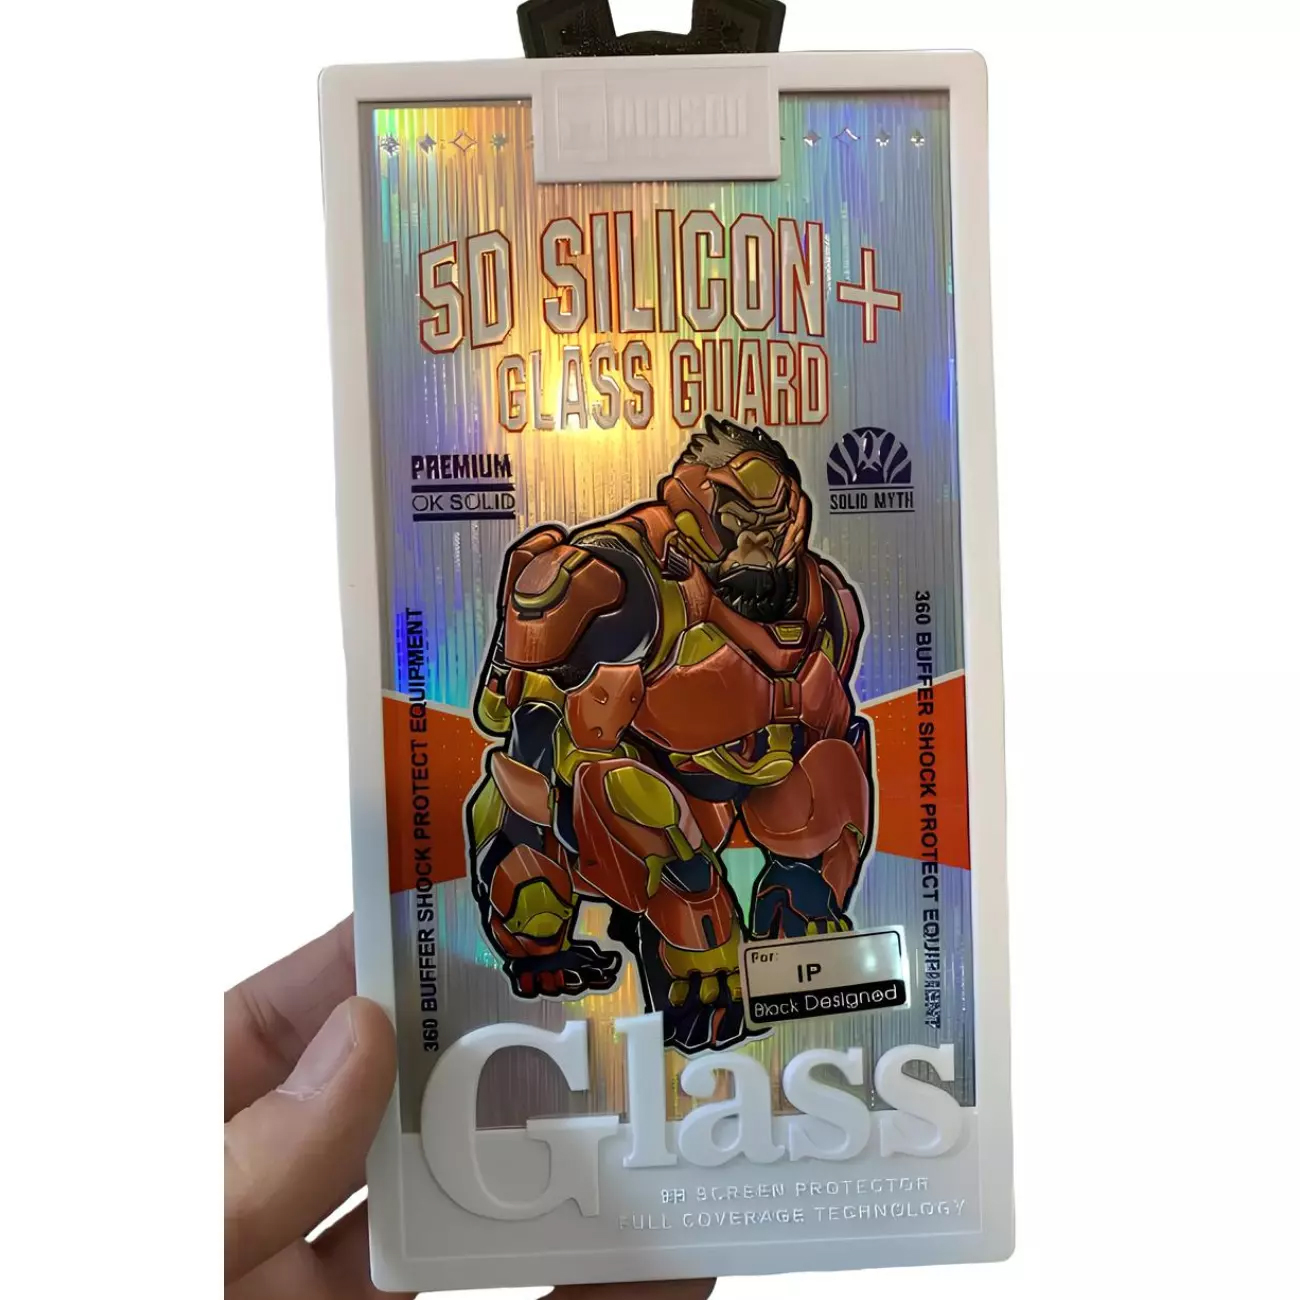 5D SILICON+
GLASS GUARD
PREMIUM
OK SOLID
SOLID MYTH
360 BUFFER SHOCK PROTECT EQUIPMENT
360 BUFFER SHOCK PROTECT EQUIPMENT
For:
IP
Black Designed
Glass
9H SCREEN PROTECTOR
FULL COVERAGE TECHNOLOGY